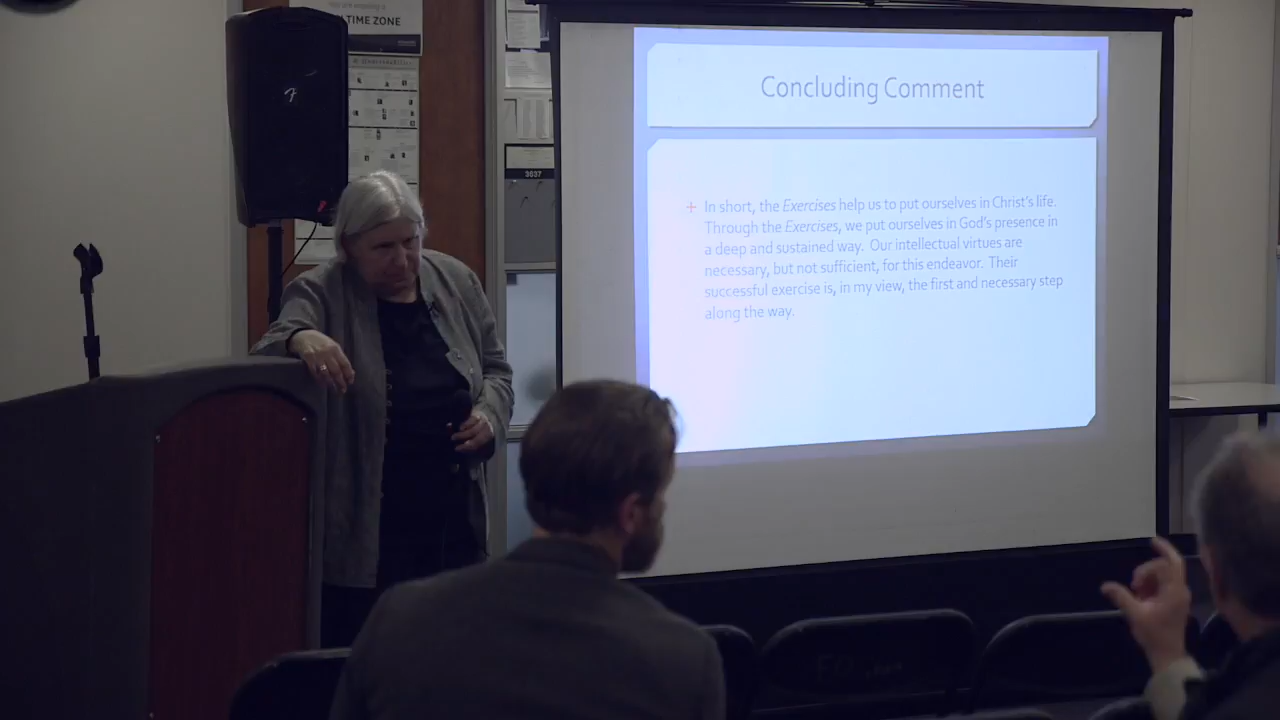 TIME ZONE
3637
Concluding Comment
+ In short, the Exercises help us to put ourselves in Christ's life.
Through the Exercises, we put ourselves in God's presence in
a deep and sustained way. Our intellectual virtues are
necessary, but not sufficient, for this endeavor. Their
successful exercise is, in my view, the first and necessary step
along the way.